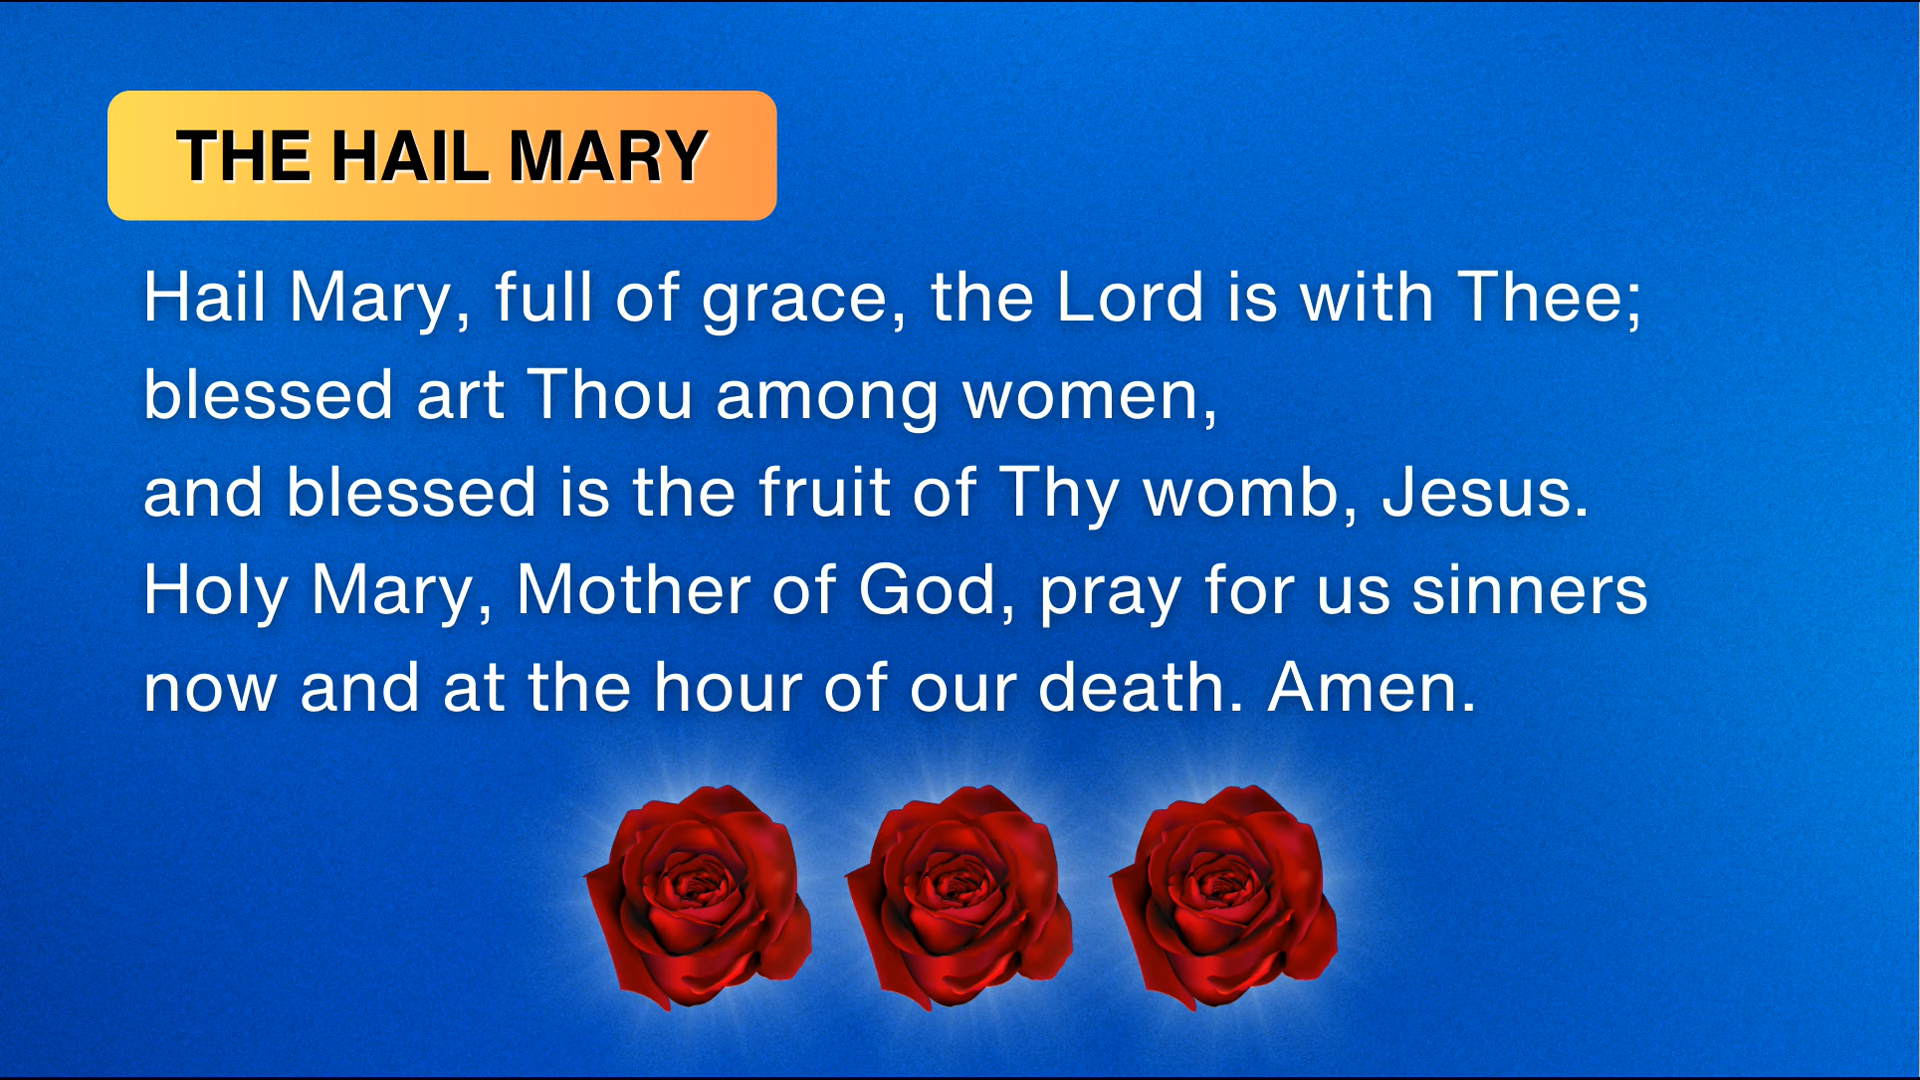 THE HAIL MARY
Hail Mary, full of grace, the Lord is with Thee;
blessed art Thou among women,
and blessed is the fruit of Thy womb, Jesus.
Holy Mary, Mother of God, pray for us sinners
now and at the hour of our death. Amen.